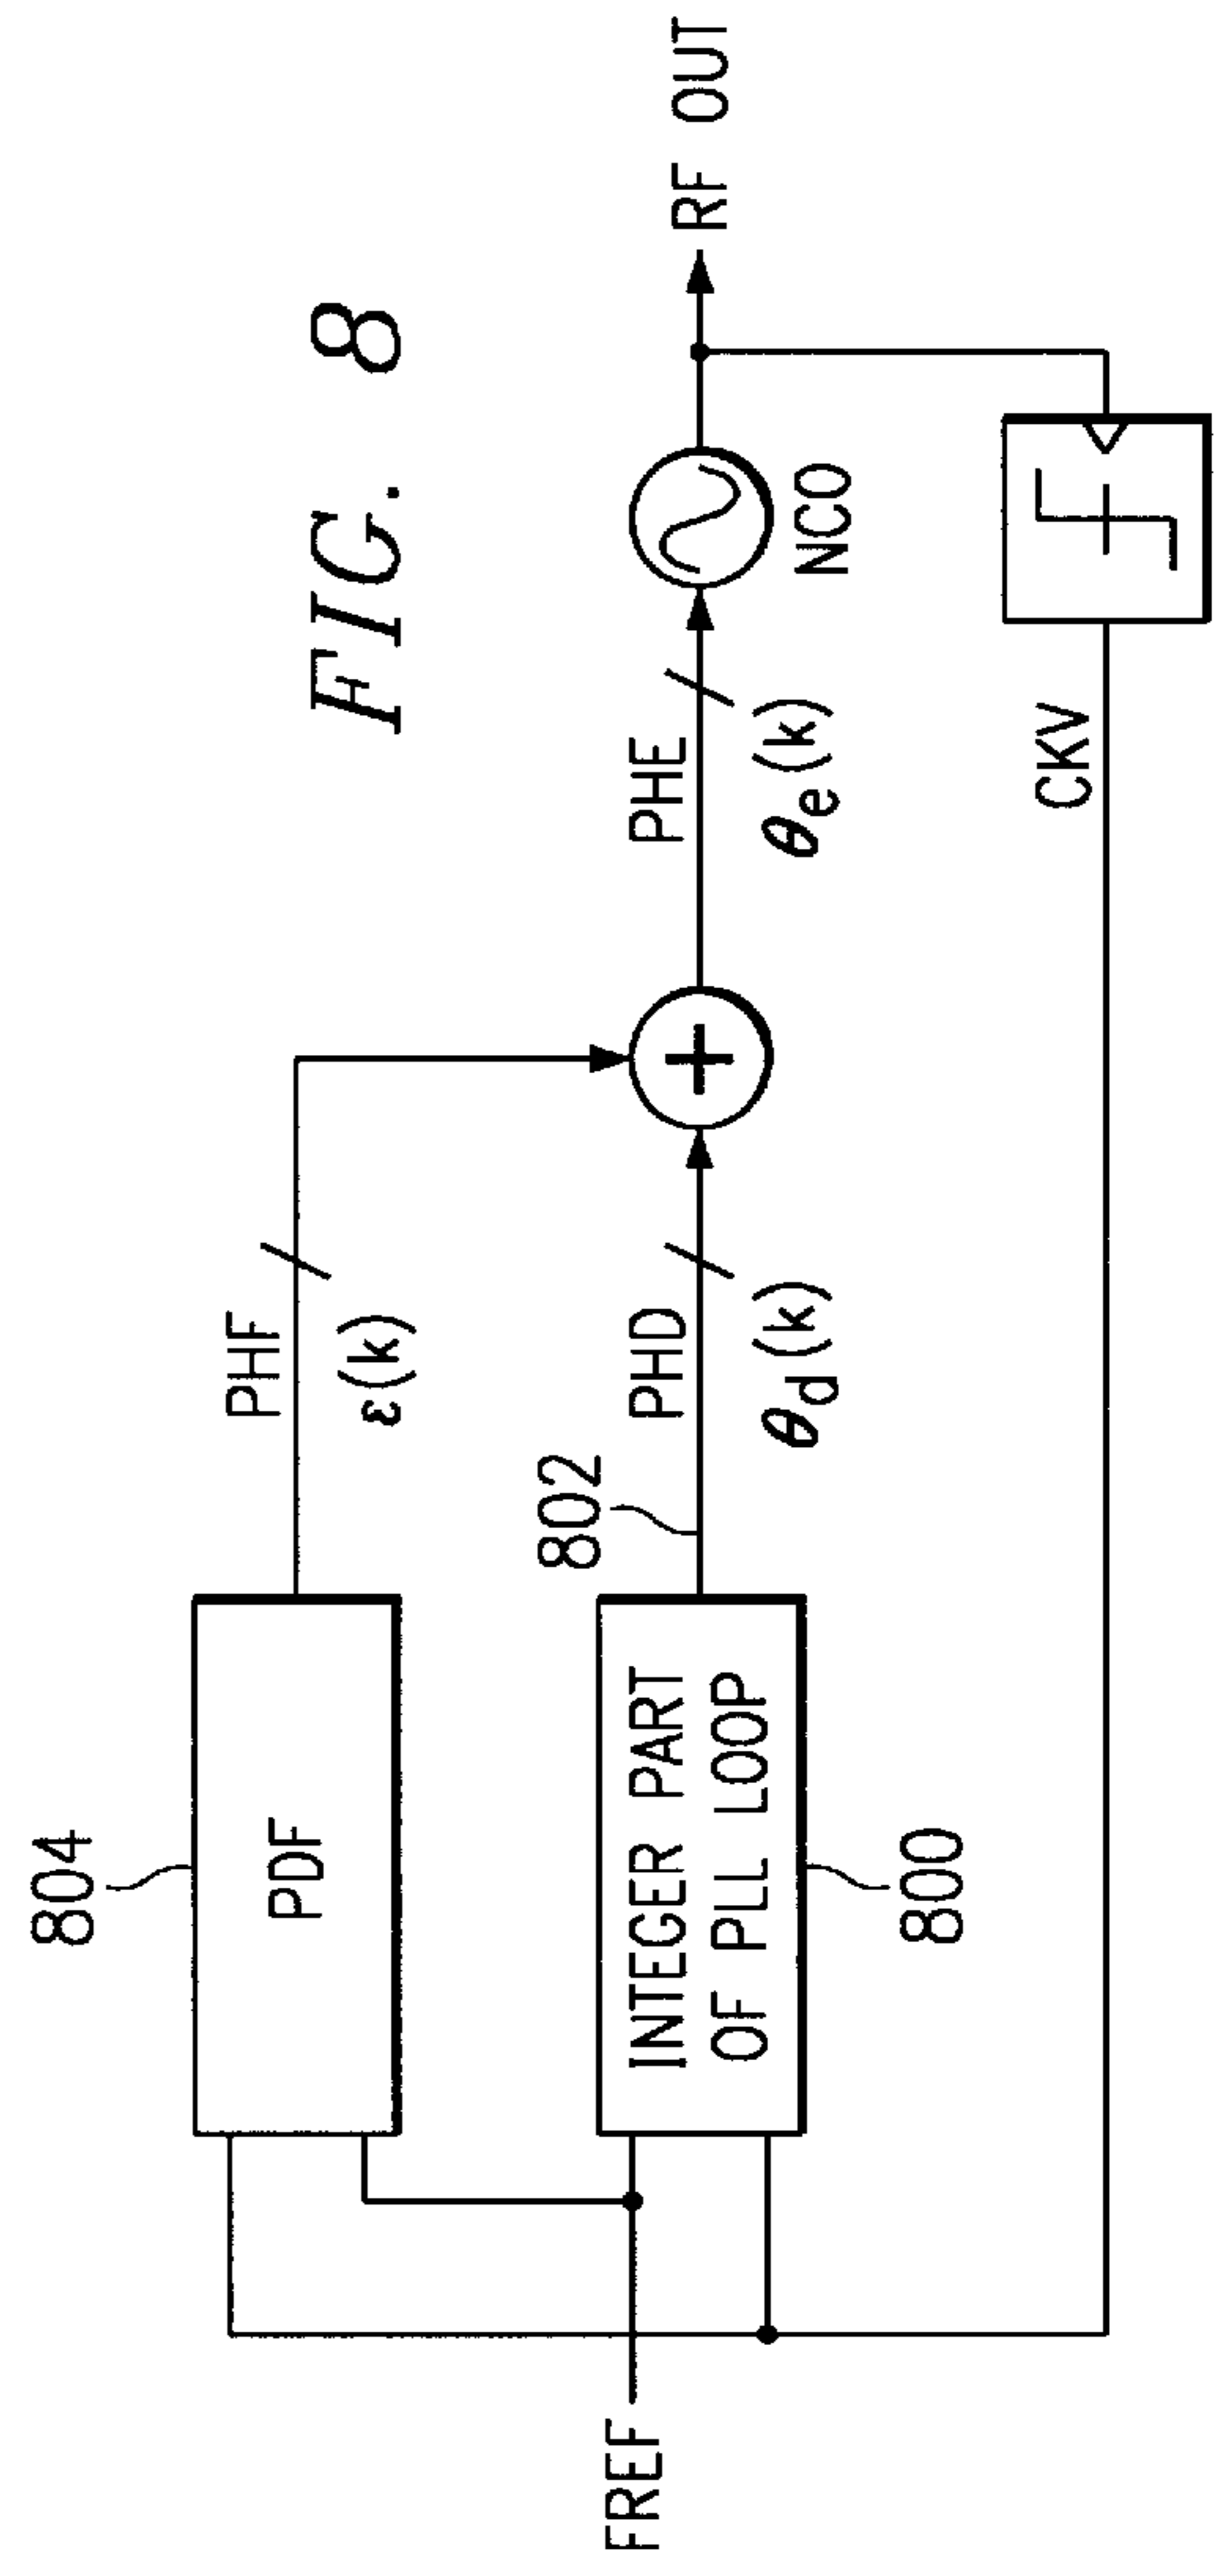 FIG. 8
804
PDF
PHF
ε(k)
802
INTEGER PART
OF PLL LOOP
800
PHD
θd(k)
PHE
θe(k)
NCO
RF OUT
FREF
CKV